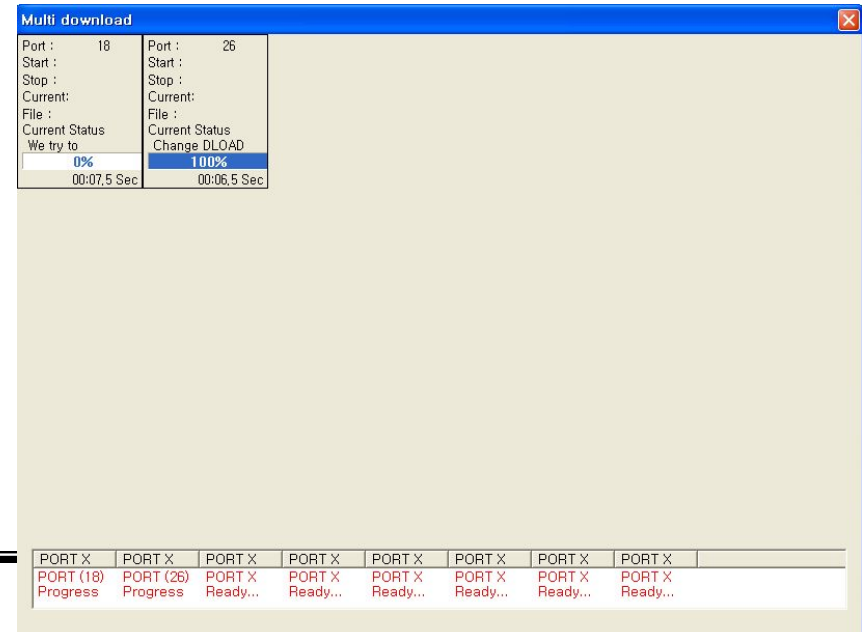 Multi download
Port : 18
Start :
Stop :
Current:
File :
Current Status
We try to
0%
00:07,5 Sec
Port : 26
Start :
Stop :
Current:
File :
Current Status
Change DLOAD
100%
00:06,5 Sec
PORT X PORT X PORT X PORT X PORT X PORT X PORT X PORT X
PORT (18) PORT (26) PORT X PORT X PORT X PORT X PORT X PORT X
Progress Progress Ready... Ready... Ready... Ready... Ready... Ready...